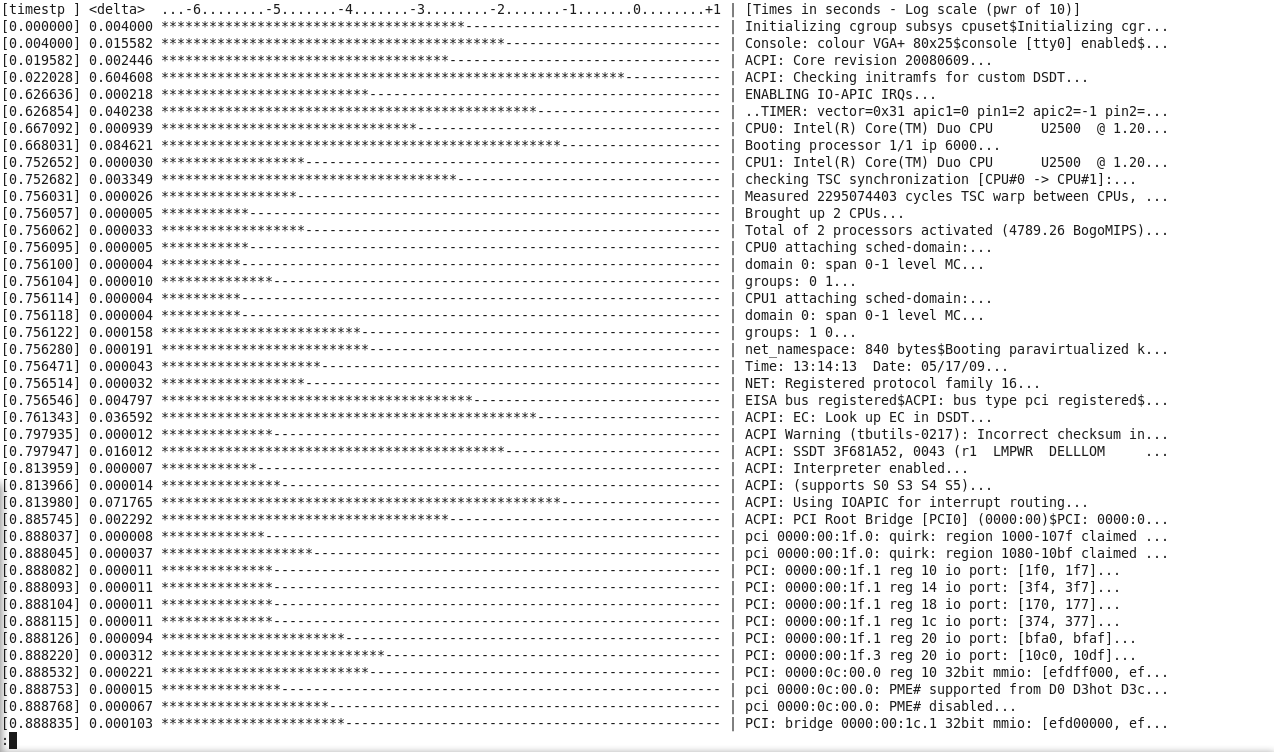 [timestp ] <delta>  ...-6........-5.......-4........-3........-2.......-1.......0........+1 | [Times in seconds - Log scale (pwr of 10)]
[0.000000] 0.004000 **************************************-------------------------------- | Initializing cgroup subsys cpuset$Initializing cgr...
[0.004000] 0.015582 *******************************************--------------------------- | Console: colour VGA+ 80x25$console [tty0] enabled$...
[0.019582] 0.002446 ************************************---------------------------------- | ACPI: Core revision 20080609...
[0.022028] 0.604608 **********************************************************------------ | ACPI: Checking initramfs for custom DSDT...
[0.626636] 0.000218 **************************-------------------------------------------- | ENABLING IO-APIC IRQs...
[0.626854] 0.040238 ***********************************************----------------------- | ..TIMER: vector=0x31 apic1=0 pin1=2 apic2=-1 pin2=...
[0.667092] 0.000939 ********************************-------------------------------------- | CPU0: Intel(R) Core(TM) Duo CPU      U2500  @ 1.20...
[0.668031] 0.084621 **************************************************-------------------- | Booting processor 1/1 ip 6000...
[0.752652] 0.000030 ******************---------------------------------------------------- | CPU1: Intel(R) Core(TM) Duo CPU      U2500  @ 1.20...
[0.752682] 0.003349 *************************************--------------------------------- | checking TSC synchronization [CPU#0 -> CPU#1]:...
[0.756031] 0.000026 *****************----------------------------------------------------- | Measured 2295074403 cycles TSC warp between CPUs, ...
[0.756057] 0.000005 ***********----------------------------------------------------------- | Brought up 2 CPUs...
[0.756062] 0.000033 ******************---------------------------------------------------- | Total of 2 processors activated (4789.26 BogoMIPS)...
[0.756095] 0.000005 ***********----------------------------------------------------------- | CPU0 attaching sched-domain:...
[0.756100] 0.000004 **********------------------------------------------------------------ | domain 0: span 0-1 level MC...
[0.756104] 0.000010 **************-------------------------------------------------------- | groups: 0 1...
[0.756114] 0.000004 **********------------------------------------------------------------ | CPU1 attaching sched-domain:...
[0.756118] 0.000004 **********------------------------------------------------------------ | domain 0: span 0-1 level MC...
[0.756122] 0.000158 *************************--------------------------------------------- | groups: 1 0...
[0.756280] 0.000191 **************************-------------------------------------------- | net_namespace: 840 bytes$Booting paravirtualized k...
[0.756471] 0.000043 ********************-------------------------------------------------- | Time: 13:14:13  Date: 05/17/09...
[0.756514] 0.000032 ******************---------------------------------------------------- | NET: Registered protocol family 16...
[0.756546] 0.004797 ***************************************------------------------------- | EISA bus registered$ACPI: bus type pci registered$...
[0.761343] 0.036592 ***********************************************----------------------- | ACPI: EC: Look up EC in DSDT...
[0.797935] 0.000012 **************-------------------------------------------------------- | ACPI Warning (tbutils-0217): Incorrect checksum in...
[0.797947] 0.016012 *******************************************--------------------------- | ACPI: SSDT 3F681A52, 0043 (r1  LMPWR  DELLLOM     ...
[0.813959] 0.000007 ************---------------------------------------------------------- | ACPI: Interpreter enabled...
[0.813966] 0.000014 ***************------------------------------------------------------- | ACPI: (supports S0 S3 S4 S5)...
[0.813980] 0.071765 **************************************************-------------------- | ACPI: Using IOAPIC for interrupt routing...
[0.885745] 0.002292 ************************************---------------------------------- | ACPI: PCI Root Bridge [PCI0] (0000:00)$PCI: 0000:0...
[0.888037] 0.000008 *************--------------------------------------------------------- | pci 0000:00:1f.0: quirk: region 1000-107f claimed ...
[0.888045] 0.000037 *******************--------------------------------------------------- | pci 0000:00:1f.0: quirk: region 1080-10bf claimed ...
[0.888082] 0.000011 **************-------------------------------------------------------- | PCI: 0000:00:1f.1 reg 10 io port: [1f0, 1f7]...
[0.888093] 0.000011 **************-------------------------------------------------------- | PCI: 0000:00:1f.1 reg 14 io port: [3f4, 3f7]...
[0.888104] 0.000011 **************-------------------------------------------------------- | PCI: 0000:00:1f.1 reg 18 io port: [170, 177]...
[0.888115] 0.000011 **************-------------------------------------------------------- | PCI: 0000:00:1f.1 reg 1c io port: [374, 377]...
[0.888126] 0.000094 ***********************----------------------------------------------- | PCI: 0000:00:1f.1 reg 20 io port: [bfa0, bfaf]...
[0.888220] 0.000312 ****************************------------------------------------------ | PCI: 0000:00:1f.3 reg 20 io port: [10c0, 10df]...
[0.888532] 0.000221 **************************-------------------------------------------- | PCI: 0000:0c:00.0 reg 10 32bit mmio: [efdff000, ef...
[0.888753] 0.000015 ***************------------------------------------------------------- | pci 0000:0c:00.0: PME# supported from D0 D3hot D3c...
[0.888768] 0.000067 *********************------------------------------------------------- | pci 0000:0c:00.0: PME# disabled...
[0.888835] 0.000103 ***********************----------------------------------------------- | PCI: bridge 0000:00:1c.1 32bit mmio: [efd00000, ef...
: